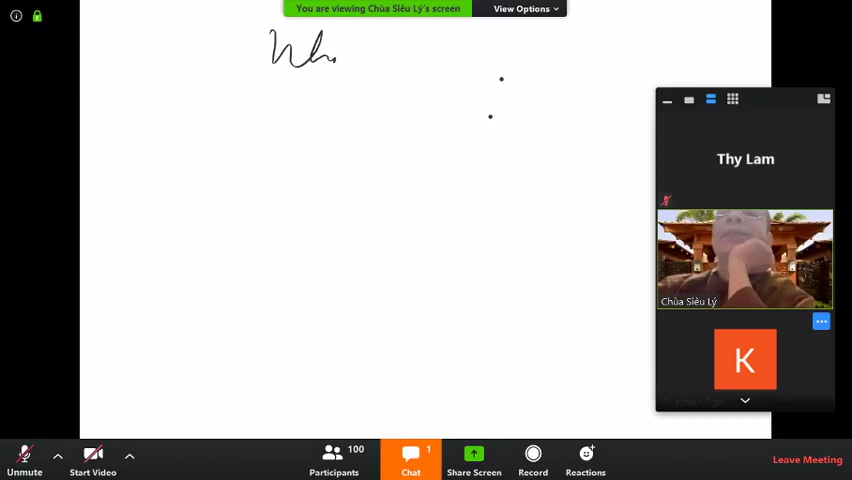 You are viewing Chùa Siêu Lý's screen
View Options
Thy Lam
Chùa Siêu Lý
K
Unmute
Start Video
Participants
100
Chat
1
Share Screen
Record
Reactions
Leave Meeting